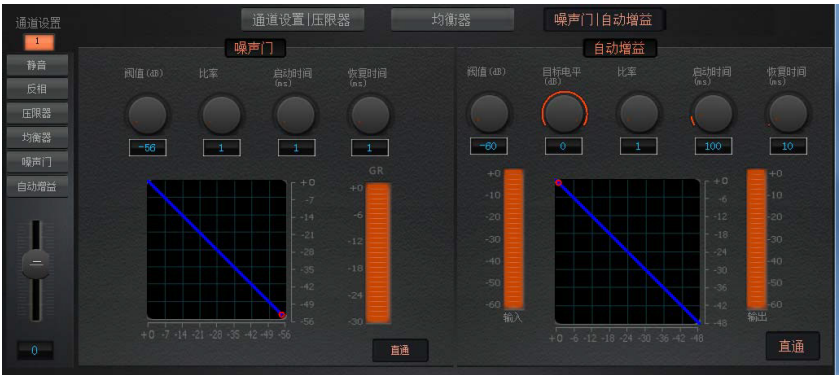 通道设置
1
静音
反相
压限器
均衡器
噪声门
自动增益
0
通道设置|压限器
均衡器
噪声门|自动增益
噪声门
阀值(dB)
比率
启动时间
(ms)
恢复时间
(ms)
-56
1
1
1
GR
+0
-7
-14
-21
-28
-35
-42
-49
-56
+0 -7 -14 -21 -28 -35 -42 -49 -56
+0
-6
-12
-18
-24
-30
直通
自动增益
阀值(dB)
目标电平
(dB)
比率
启动时间
(ms)
恢复时间
(ms)
-60
0
1
100
10
+0
-10
-20
-30
-40
-50
-60
输入
+0
-6
-12
-18
-24
-30
-36
-42
-48
+0 -6 -12 -18 -24 -30 -36 -42 -48
+0
-10
-20
-30
-40
-50
-60
输出
直通